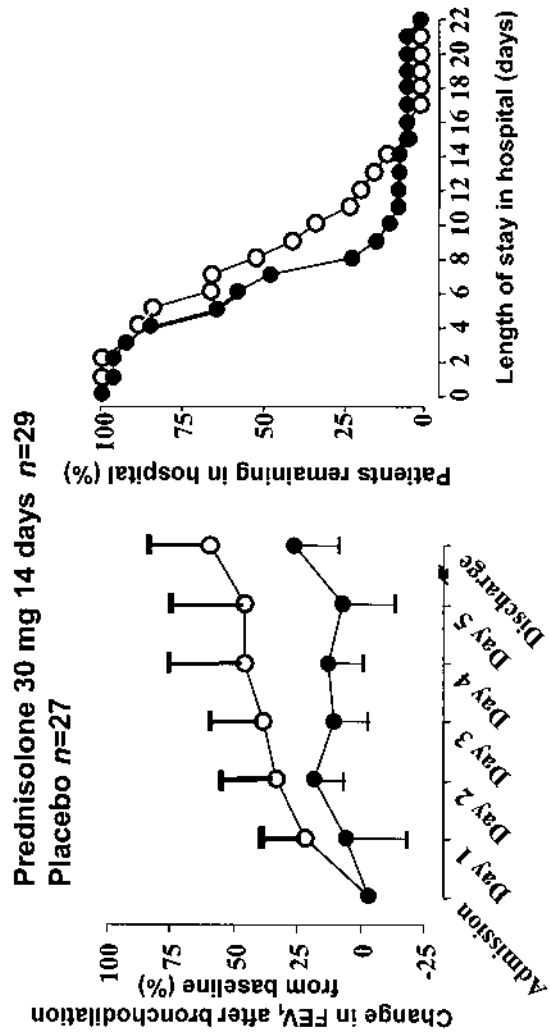 Prednisolone 30 mg 14 days n=29
Placebo n=27
Change in FEV1 after bronchodilation
from baseline (%)
100
75
50
25
0
-25
Admission
Day 1
Day 2
Day 3
Day 4
Day 5
Discharge
Patients remaining in hospital (%)
100
75
50
25
0
0 2 4 6 8 10 12 14 16 18 20 22
Length of stay in hospital (days)